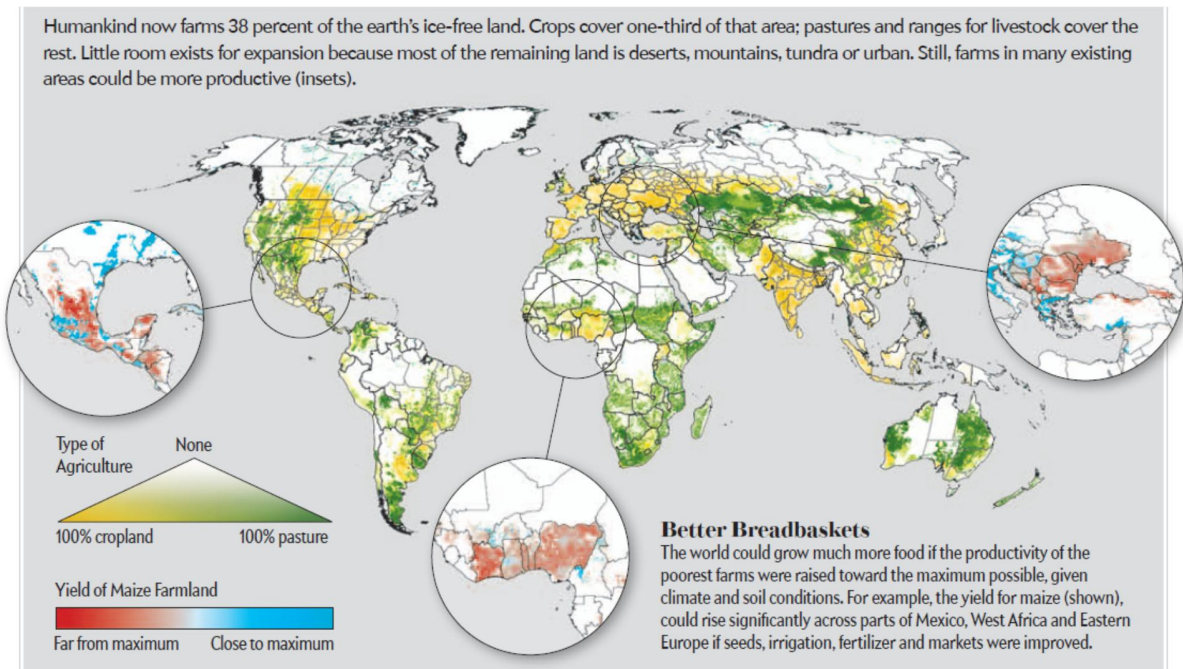 Humankind now farms 38 percent of the earth's ice-free land. Crops cover one-third of that area; pastures and ranges for livestock cover the
rest. Little room exists for expansion because most of the remaining land is deserts, mountains, tundra or urban. Still, farms in many existing
areas could be more productive (insets).
Type of
Agriculture
None
100% cropland
100% pasture
Yield of Maize Farmland
Far from maximum
Close to maximum
Better Breadbaskets
The world could grow much more food if the productivity of the
poorest farms were raised toward the maximum possible, given
climate and soil conditions. For example, the yield for maize (shown),
could rise significantly across parts of Mexico, West Africa and Eastern
Europe if seeds, irrigation, fertilizer and markets were improved.